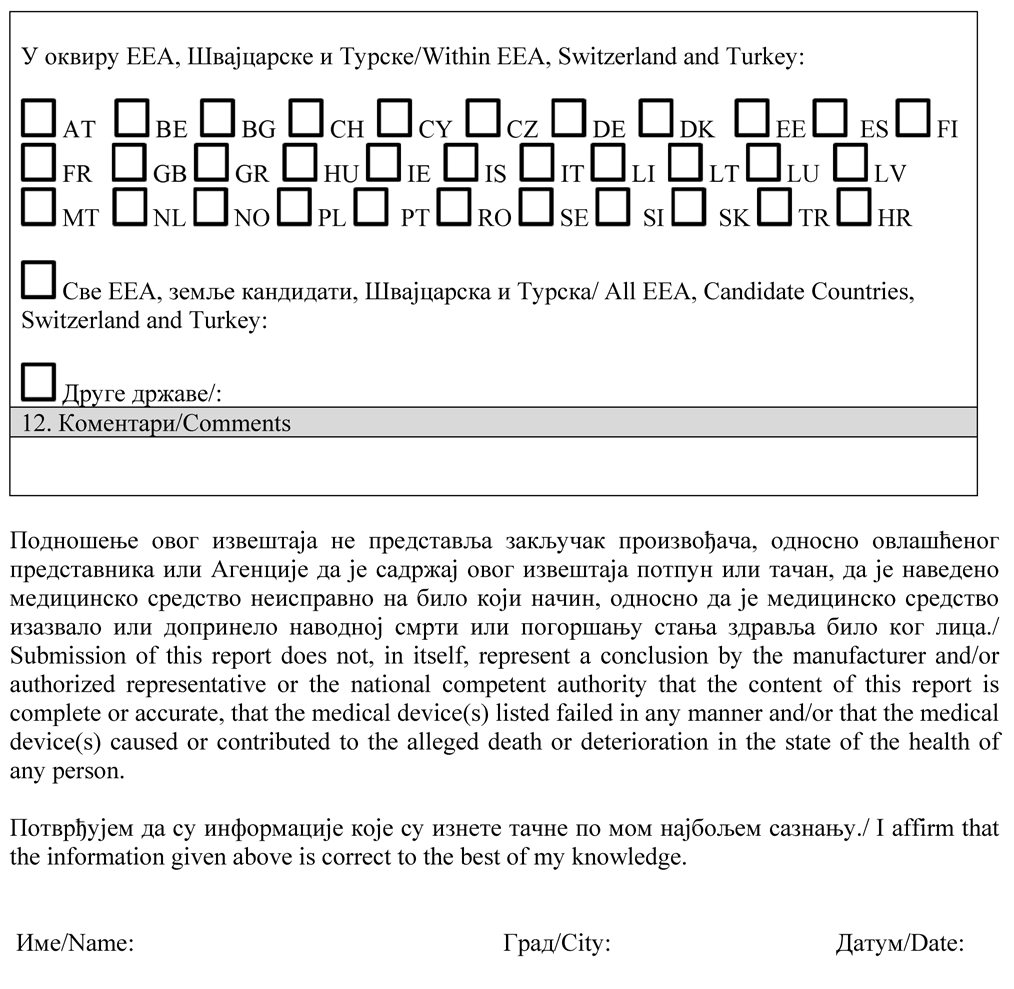 У оквиру ЕЕА, Швајцарске и Турске/Within EEA, Switzerland and Turkey:
☐ AT ☐ BE ☐ BG ☐ CH ☐ CY ☐ CZ ☐ DE ☐ DK ☐ EE ☐ ES ☐ FI
☐ FR ☐ GB ☐ GR ☐ HU ☐ IE ☐ IS ☐ IT ☐ LI ☐ LT ☐ LU ☐ LV
☐ MT ☐ NL ☐ NO ☐ PL ☐ PT ☐ RO ☐ SE ☐ SI ☐ SK ☐ TR ☐ HR
☐ Све ЕЕА, земље кандидати, Швајцарска и Турска/ All EEA, Candidate Countries,
Switzerland and Turkey:
☐ Друге државе/:
12. Коментари/Comments
Подношење овог извештаја не представља закључак произвођача, односно овлашћеног
представника или Агенције да је садржај овог извештаја потпун или тачан, да је наведено
медицинско средство неисправно на било који начин, односно да је медицинско средство
изазвало или допринело наводној смрти или погоршању стања здравља било ког лица./
Submission of this report does not, in itself, represent a conclusion by the manufacturer and/or
authorized representative or the national competent authority that the content of this report is
complete or accurate, that the medical device(s) listed failed in any manner and/or that the medical
device(s) caused or contributed to the alleged death or deterioration in the state of the health of
any person.
Потврђујем да су информације које су изнете тачне по мом најбољем сазнању./ I affirm that
the information given above is correct to the best of my knowledge.
Име/Name: Град/City: Датум/Date: